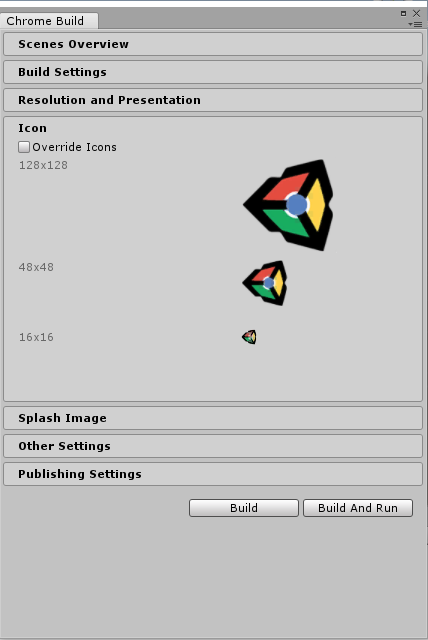 Chrome Build
Scenes Overview
Build Settings
Resolution and Presentation
Icon
Override Icons
128x128
48x48
16x16
Splash Image
Other Settings
Publishing Settings
Build Build And Run